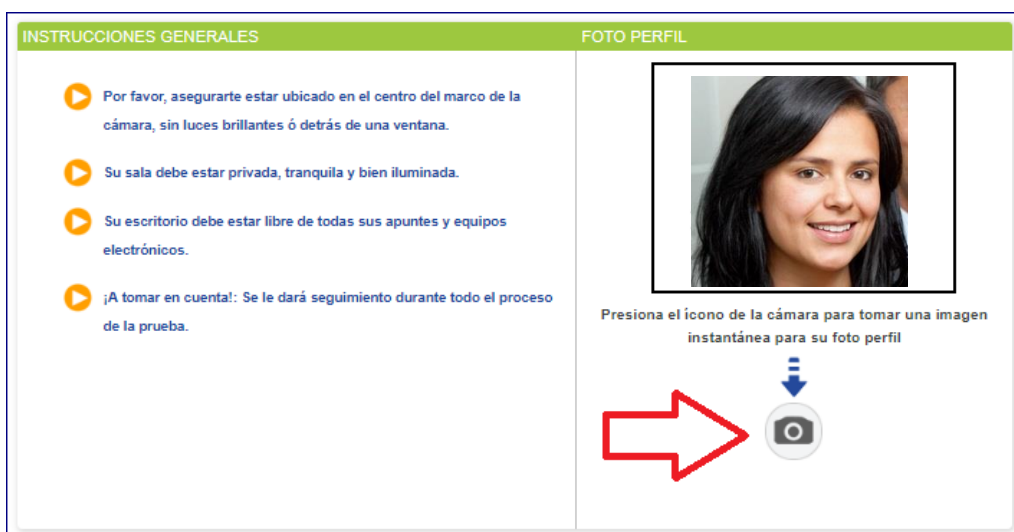 INSTRUCCIONES GENERALES
FOTO PERFIL
Por favor, asegurarte estar ubicado en el centro del marco de la
cámara, sin luces brillantes ó detrás de una ventana.
Su sala debe estar privada, tranquila y bien iluminada.
Su escritorio debe estar libre de todas sus apuntes y equipos
electrónicos.
¡A tomar en cuenta!: Se le dará seguimiento durante todo el proceso
de la prueba.
Presiona el ícono de la cámara para tomar una imagen
instantánea para su foto perfil